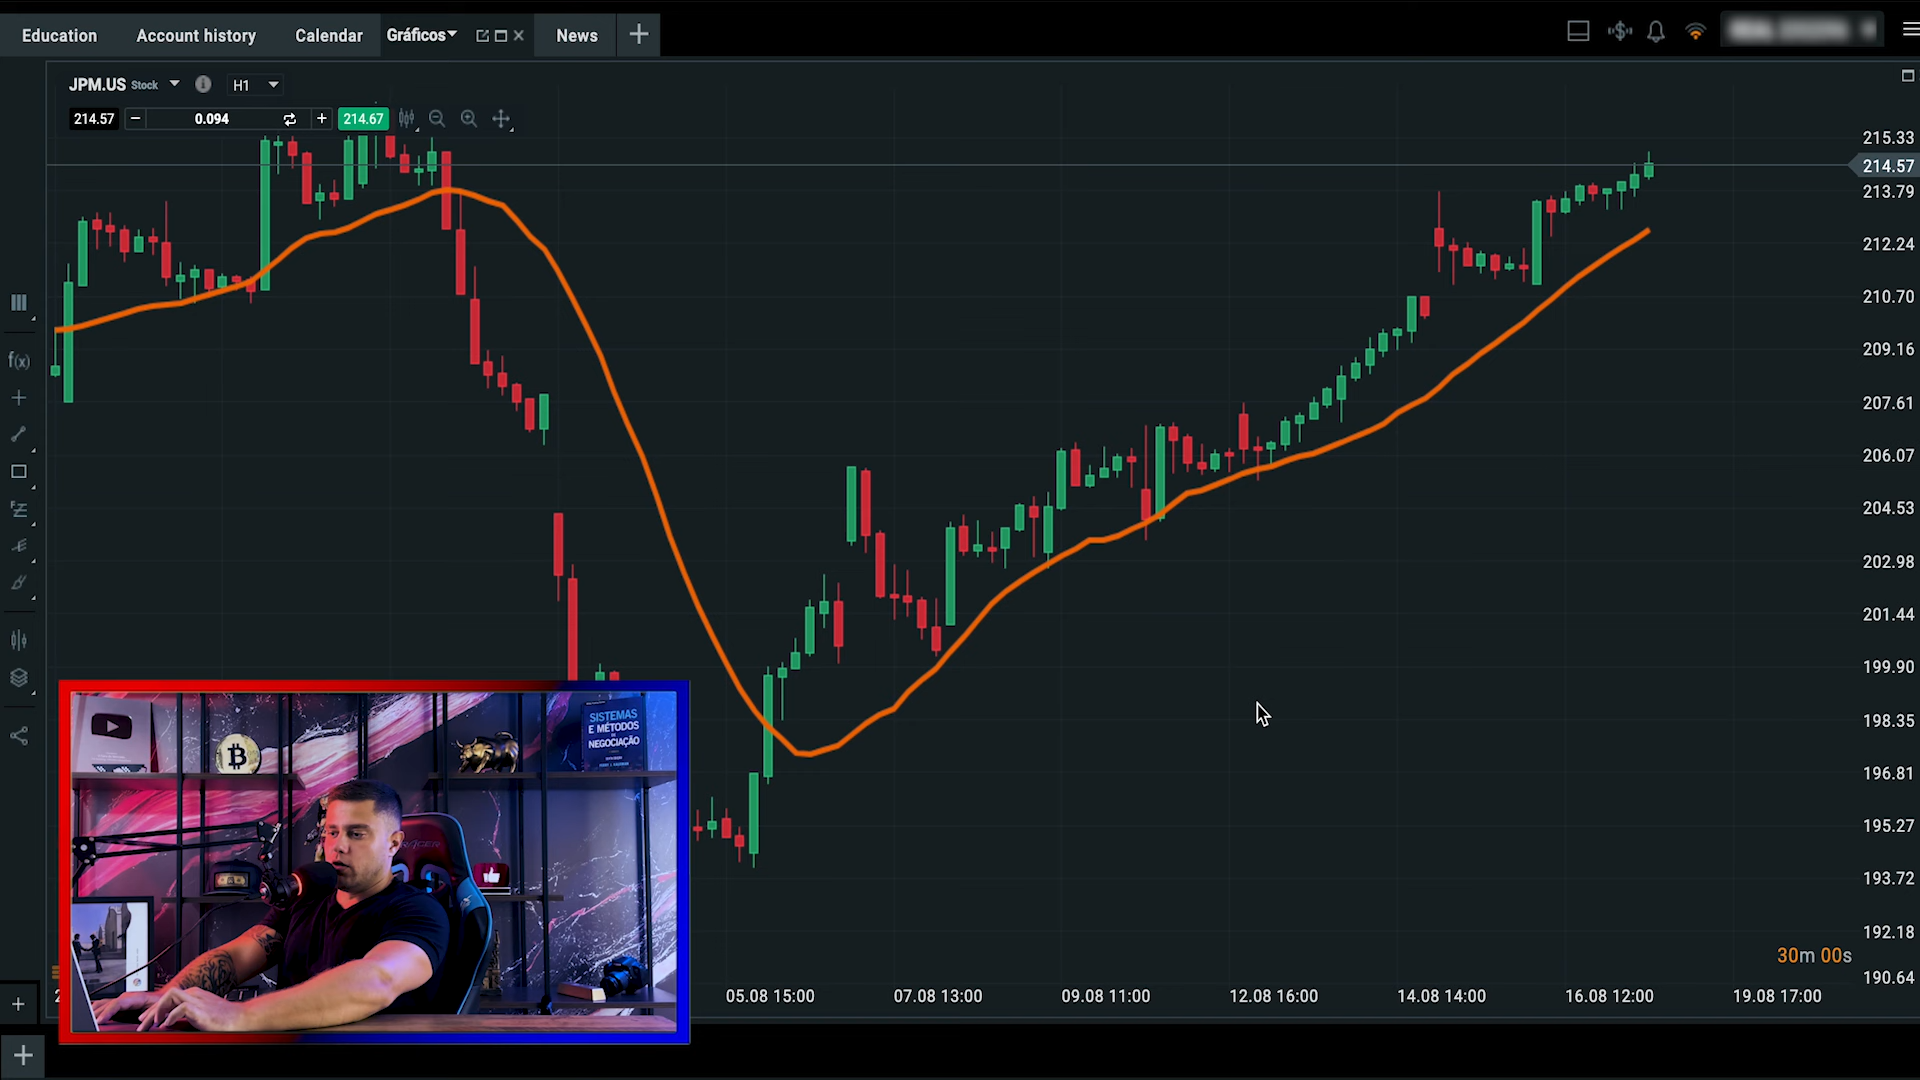 Education
Account history
Calendar
Gráficos
News
JPM.US Stock
H1
214.57
0.094
214.67
215.33
214.57
213.79
212.24
210.70
209.16
207.61
206.07
204.53
202.98
201.44
199.90
198.35
196.81
195.27
193.72
192.18
190.64
f(x)
SISTEMAS
E MÉTODOS
DE
NEGOCIAÇÃO
30m 00s
05.08 15:00
07.08 13:00
09.08 11:00
12.08 16:00
14.08 14:00
16.08 12:00
19.08 17:00